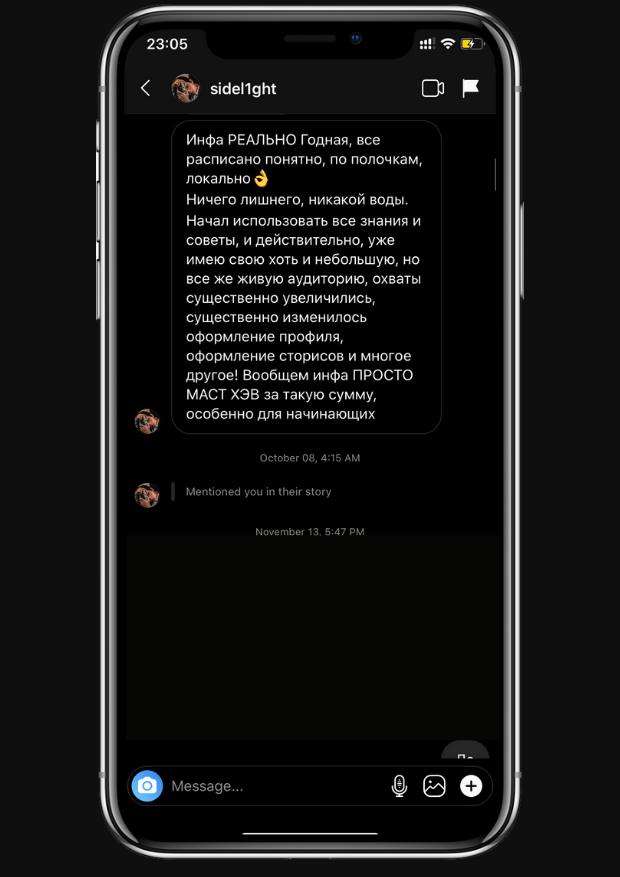 23:05
sidel1ght
Инфа РЕАЛЬНО Годная, все
расписано понятно, по полочкам,
локально👌
Ничего лишнего, никакой воды.
Начал использовать все знания и
советы, и действительно, уже
имею свою хоть и небольшую, но
все же живую аудиторию, охваты
существенно увеличились,
существенно изменилось
оформление профиля,
оформление сторисов и многое
другое! Вообщем инфа ПРОСТО
МАСТ ХЭВ за такую сумму,
особенно для начинающих
October 08, 4:15 AM
Mentioned you in their story
November 13, 5:47 PM
Message...